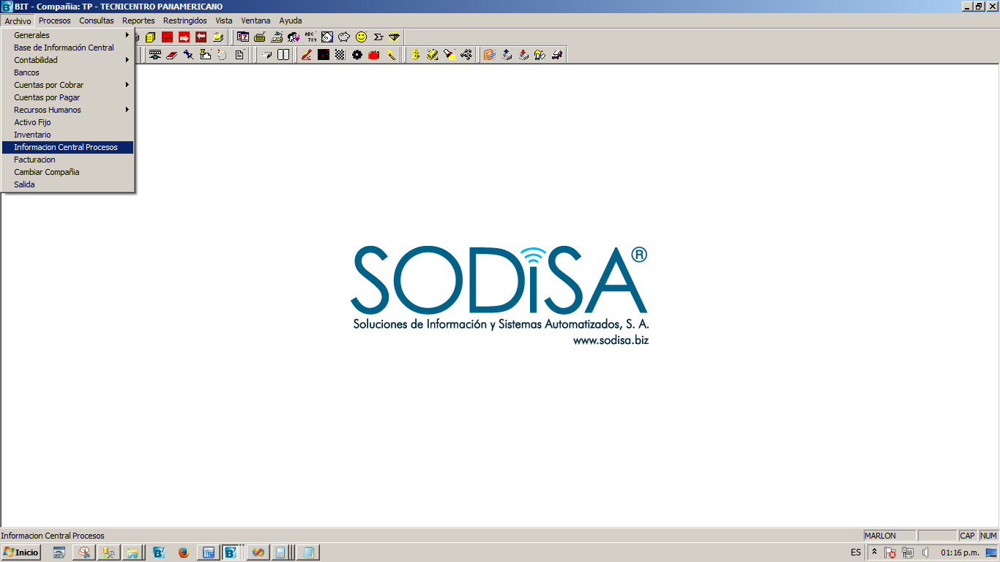 BIT - Compañia: TP - TECNICENTRO PANAMERICANO
Archivo Procesos Consultas Reportes Restringidos Vista Ventana Ayuda
Generales
Base de Información Central
Contabilidad
Bancos
Cuentas por Cobrar
Cuentas por Pagar
Recursos Humanos
Activo Fijo
Inventario
Informacion Central Procesos
Facturacion
Cambiar Compañia
Salida
SODiSA®
Soluciones de Información y Sistemas Automatizados, S. A.
www.sodisa.biz
Informacion Central Procesos MARLON CAP NUM
Inicio ES 01:16 p.m.